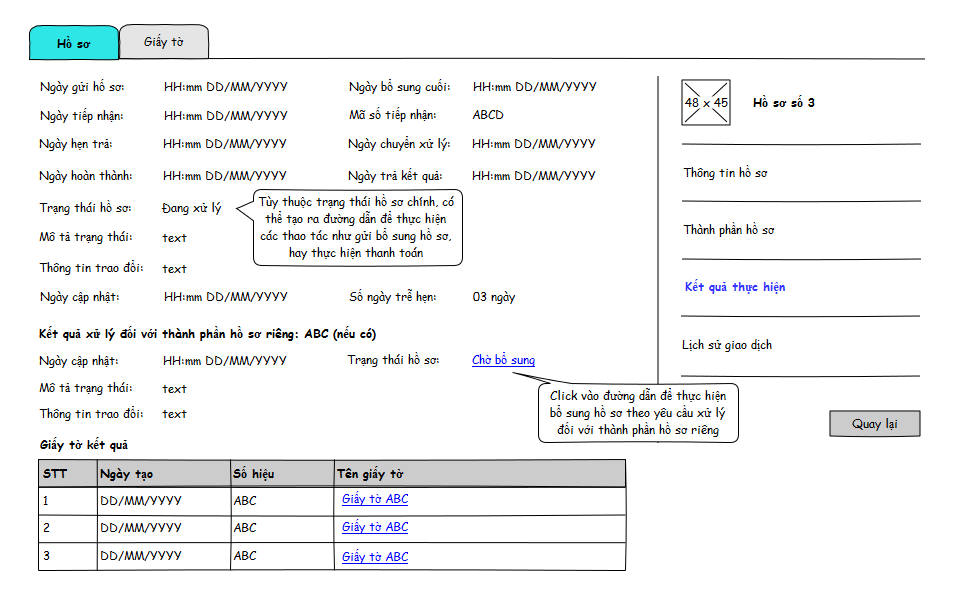 Hồ sơ
Giấy tờ
Ngày gửi hồ sơ: HH:mm DD/MM/YYYY Ngày bổ sung cuối: HH:mm DD/MM/YYYY
Ngày tiếp nhận: HH:mm DD/MM/YYYY Mã số tiếp nhận: ABCD
Ngày hẹn trả: HH:mm DD/MM/YYYY Ngày chuyển xử lý: HH:mm DD/MM/YYYY
Ngày hoàn thành: HH:mm DD/MM/YYYY Ngày trả kết quả: HH:mm DD/MM/YYYY
Trạng thái hồ sơ: Đang xử lý
Tùy thuộc trạng thái hồ sơ chính, có
thể tạo ra đường dẫn để thực hiện
các thao tác như gửi bổ sung hồ sơ,
hay thực hiện thanh toán
Mô tả trạng thái: text
Thông tin trao đổi: text
Ngày cập nhật: HH:mm DD/MM/YYYY Số ngày trễ hẹn: 03 ngày
Kết quả xử lý đối với thành phần hồ sơ riêng: ABC (nếu có)
Ngày cập nhật: HH:mm DD/MM/YYYY Trạng thái hồ sơ: Chờ bổ sung
Mô tả trạng thái: text
Thông tin trao đổi: text
Click vào đường dẫn để thực hiện
bổ sung hồ sơ theo yêu cầu xử lý
đối với thành phần hồ sơ riêng
Giấy tờ kết quả
STT Ngày tạo Số hiệu Tên giấy tờ
1 DD/MM/YYYY ABC Giấy tờ ABC
2 DD/MM/YYYY ABC Giấy tờ ABC
3 DD/MM/YYYY ABC Giấy tờ ABC
48 x 45 Hồ sơ số 3
Thông tin hồ sơ
Thành phần hồ sơ
Kết quả thực hiện
Lịch sử giao dịch
Quay lại